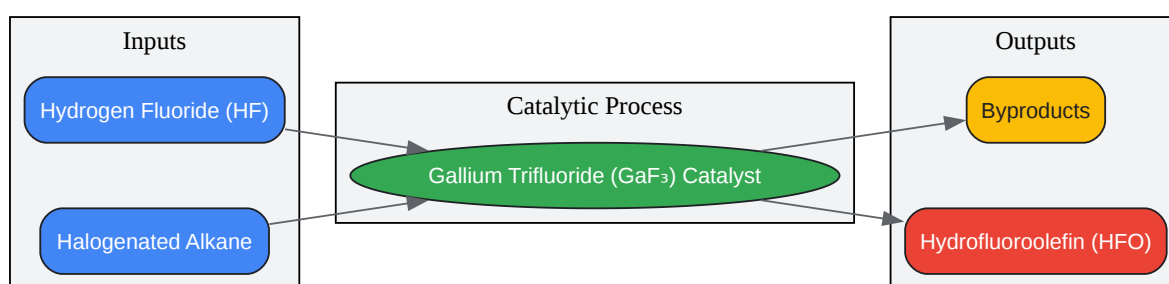 Inputs
Hydrogen Fluoride (HF)
Halogenated Alkane
Catalytic Process
Gallium Trifluoride (GaF₃) Catalyst
Outputs
Byproducts
Hydrofluoroolefin (HFO)